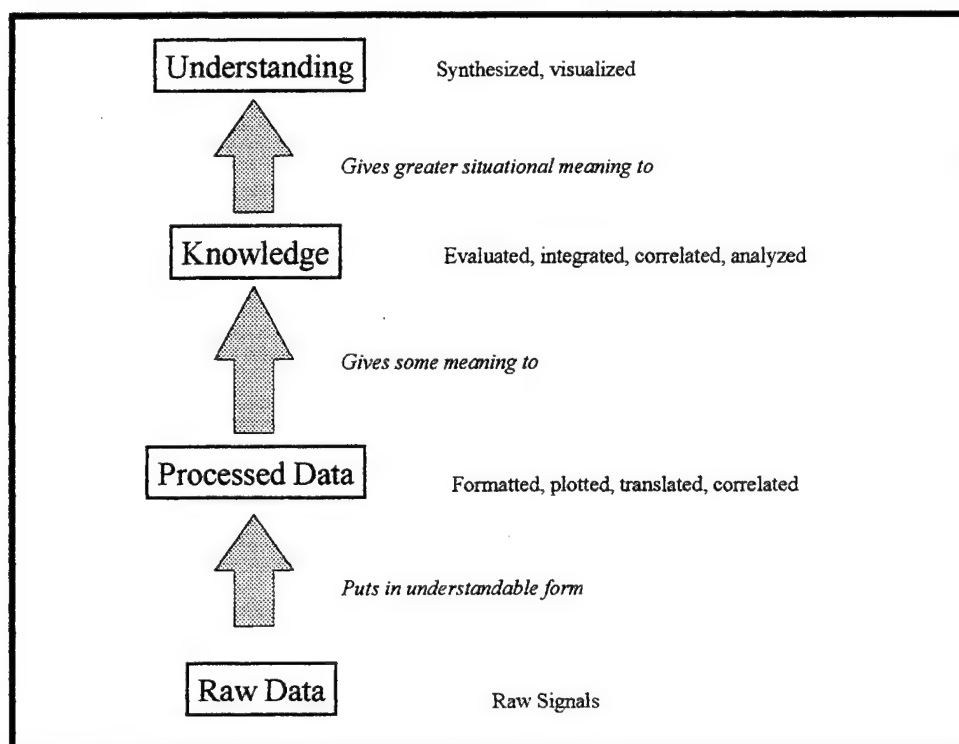 Understanding
Synthesized, visualized
Gives greater situational meaning to
Knowledge
Evaluated, integrated, correlated, analyzed
Gives some meaning to
Processed Data
Formatted, plotted, translated, correlated
Puts in understandable form
Raw Data
Raw Signals